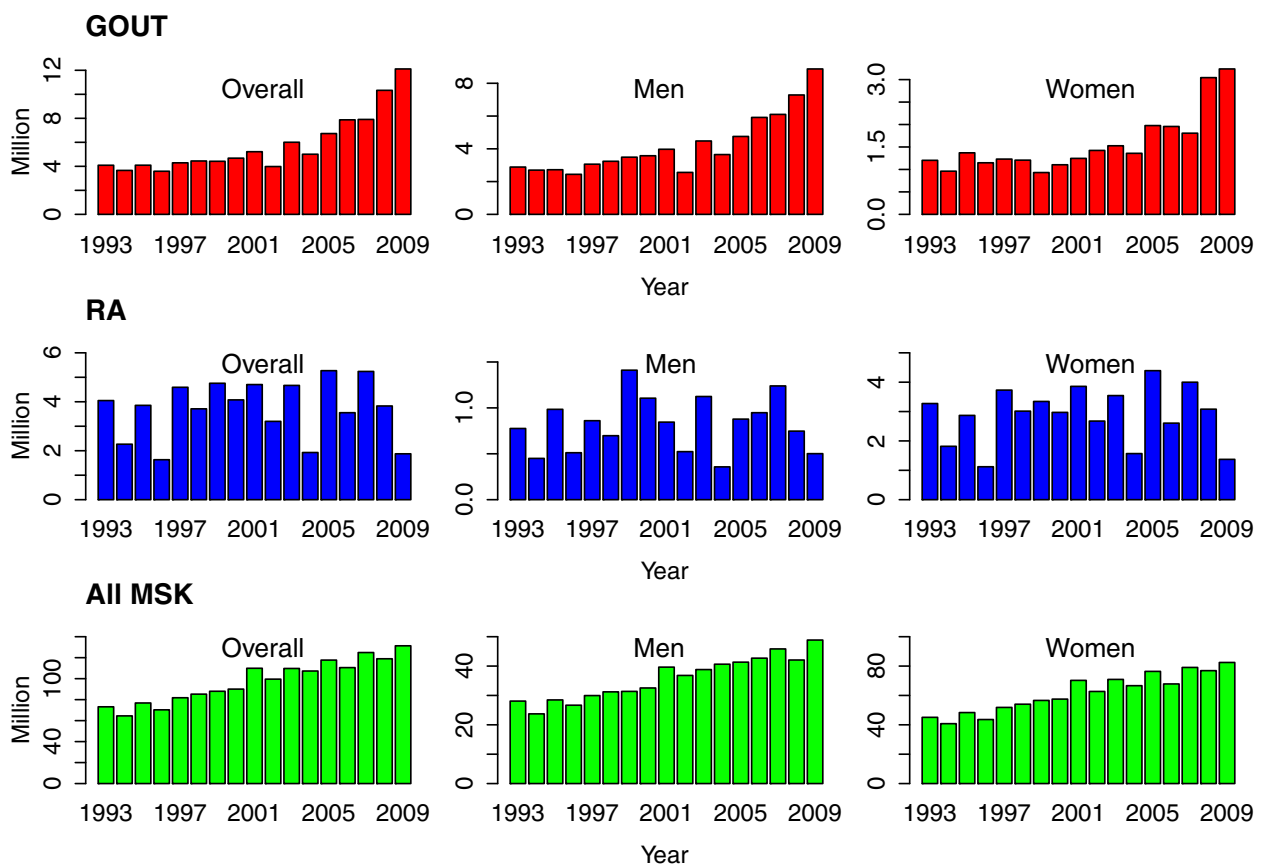 GOUT
Overall
Men
Women
Million
0 4 8 12
0 4 8
0.0 1.5 3.0
1993 1997 2001 2005 2009
1993 1997 2001 2005 2009
1993 1997 2001 2005 2009
Year
RA
Overall
Men
Women
Million
0 2 4 6
0.0 1.0
0 2 4
1993 1997 2001 2005 2009
1993 1997 2001 2005 2009
1993 1997 2001 2005 2009
Year
All MSK
Overall
Men
Women
Million
0 40 100
0 20 40
0 40 80
1993 1997 2001 2005 2009
1993 1997 2001 2005 2009
1993 1997 2001 2005 2009
Year